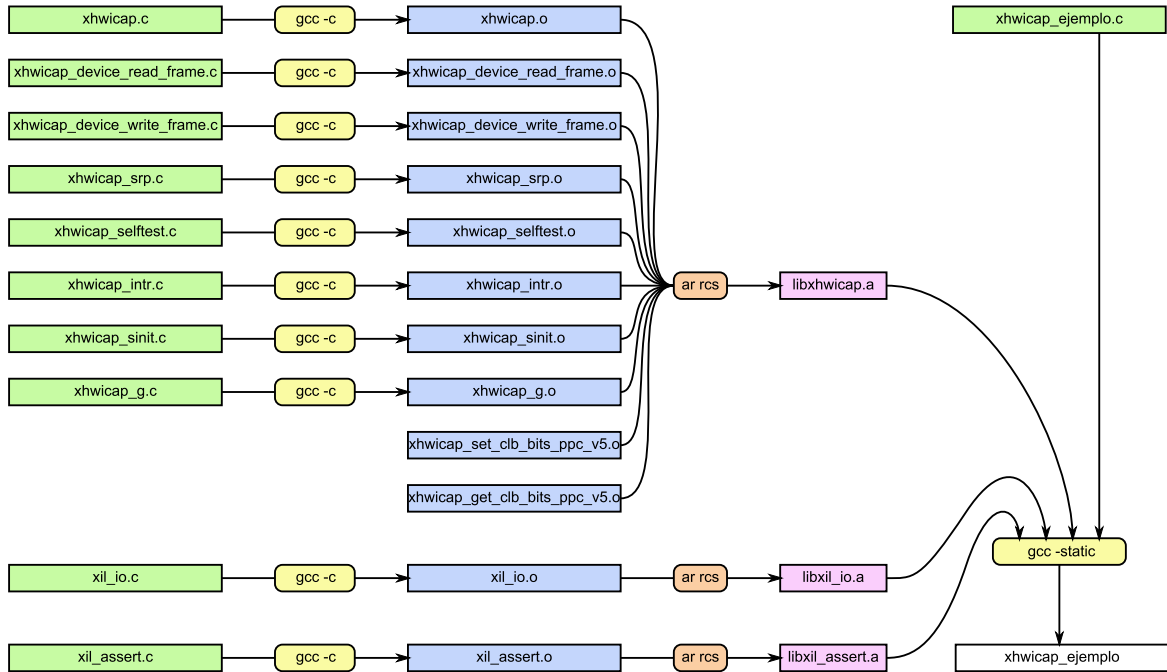 xhwicap.c
gcc -c
xhwicap.o
xhwicap_ejemplo.c
xhwicap_device_read_frame.c
gcc -c
xhwicap_device_read_frame.o
xhwicap_device_write_frame.c
gcc -c
xhwicap_device_write_frame.o
xhwicap_srp.c
gcc -c
xhwicap_srp.o
xhwicap_selftest.c
gcc -c
xhwicap_selftest.o
xhwicap_intr.c
gcc -c
xhwicap_intr.o
ar rcs
libxhwicap.a
xhwicap_sinit.c
gcc -c
xhwicap_sinit.o
xhwicap_g.c
gcc -c
xhwicap_g.o
xhwicap_set_clb_bits_ppc_v5.o
xhwicap_get_clb_bits_ppc_v5.o
gcc -static
xil_io.c
gcc -c
xil_io.o
ar rcs
libxil_io.a
xil_assert.c
gcc -c
xil_assert.o
ar rcs
libxil_assert.a
xhwicap_ejemplo